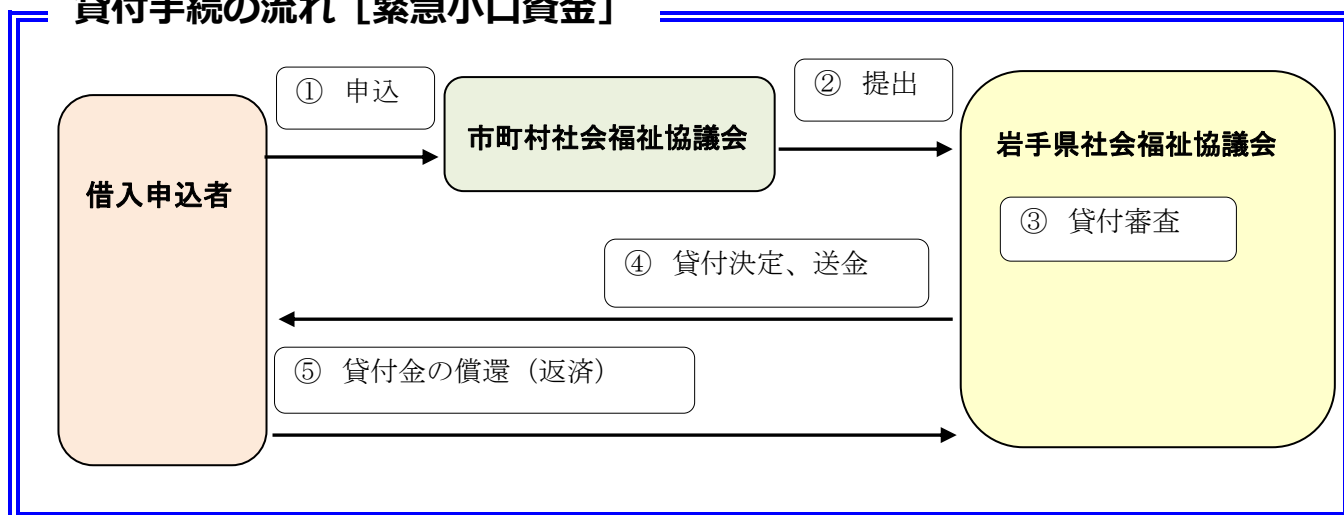 貸付手続の流れ［緊急小口資金］
① 申込
② 提出
市町村社会福祉協議会
岩手県社会福祉協議会
借入申込者
③ 貸付審査
④ 貸付決定、送金
⑤ 貸付金の償還（返済）